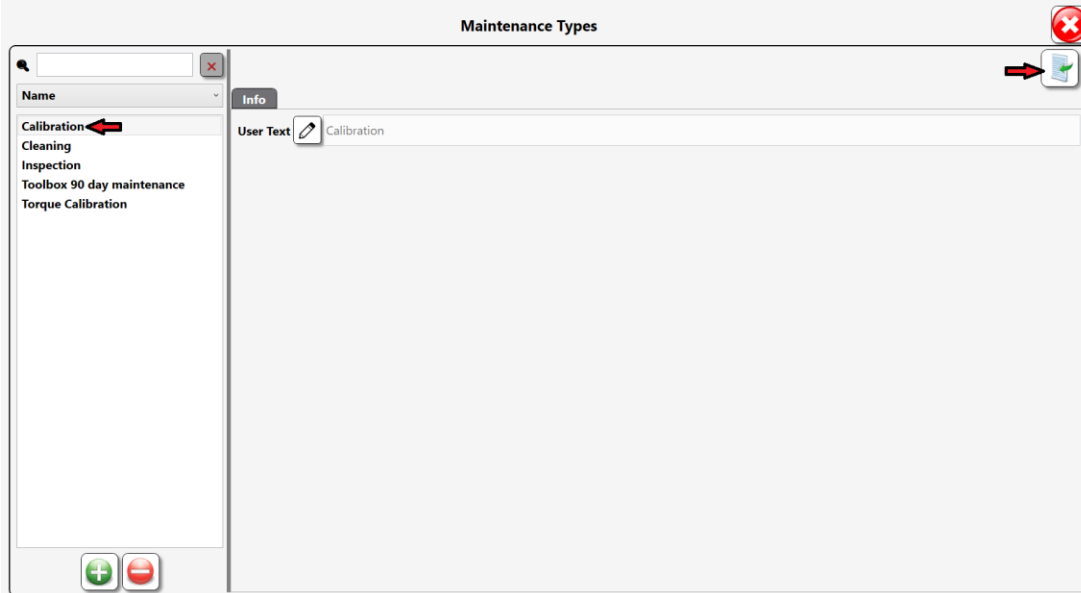 Maintenance Types
Name
Info
Calibration
User Text Calibration
Cleaning
Inspection
Toolbox 90 day maintenance
Torque Calibration